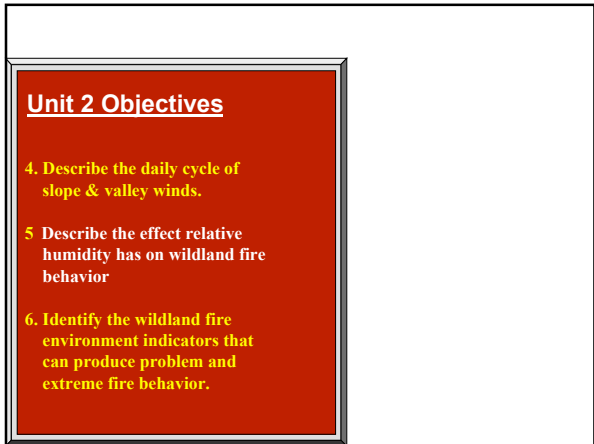 Unit 2 Objectives
4. Describe the daily cycle of
slope & valley winds.
5 Describe the effect relative
humidity has on wildland fire
behavior
6. Identify the wildland fire
environment indicators that
can produce problem and
extreme fire behavior.